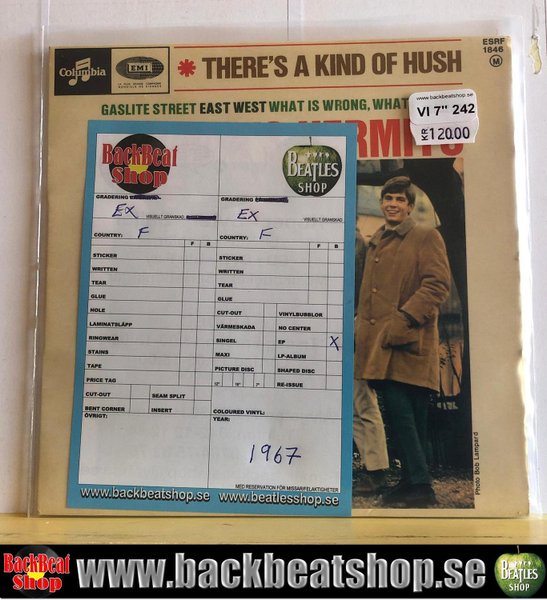 Columbia
EMI
* THERE'S A KIND OF HUSH
ESRF
1846
M
GASLITE STREET EAST WEST WHAT IS WRONG, WHAT
www.backbeatshop.se
VI 7" 242
KR 120.00
HERMITS
BackBeat
Shop
BEATLES
SHOP
GRADERING
GRADERING
EX
VISUELLT GRANSKAD
EX
VISUELLT GRANSKAD
COUNTRY: F
COUNTRY: F
F B
F B
STICKER
STICKER
WRITTEN
WRITTEN
TEAR
TEAR
GLUE
GLUE
HOLE
CUT-OUT
VINYLBUBBLOR
LAMINATSLÄPP
VÄRMESKADA
NO CENTER
RINGWEAR
SINGEL
EP
X
STAINS
MAXI
LP-ALBUM
TAPE
PICTURE DISC
SHAPED DISC
PRICE TAG
12" 10" 7"
RE-ISSUE
CUT-OUT
SEAM SPLIT
BENT CORNER
INSERT
COLOURED VINYL:
ÖVRIGT:
YEAR:
1967
MED RESERVATION FÖR MISSAR/FELAKTIGHETER
www.backbeatshop.se
www.beatlesshop.se
Photo Bob Lampard
BackBeat
Shop
www.backbeatshop.se
BEATLES
SHOP